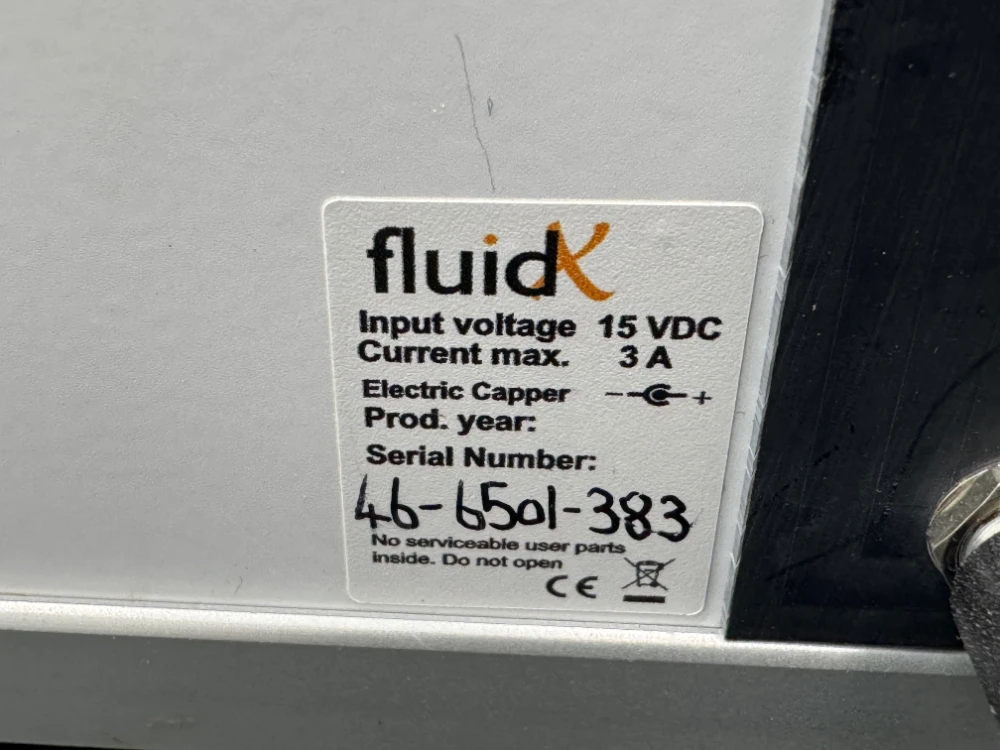 fluidX
Input voltage 15 VDC
Current max. 3 A
Electric Capper - +
Prod. year:
Serial Number:
46-6501-383
No serviceable user parts
inside. Do not open
CE